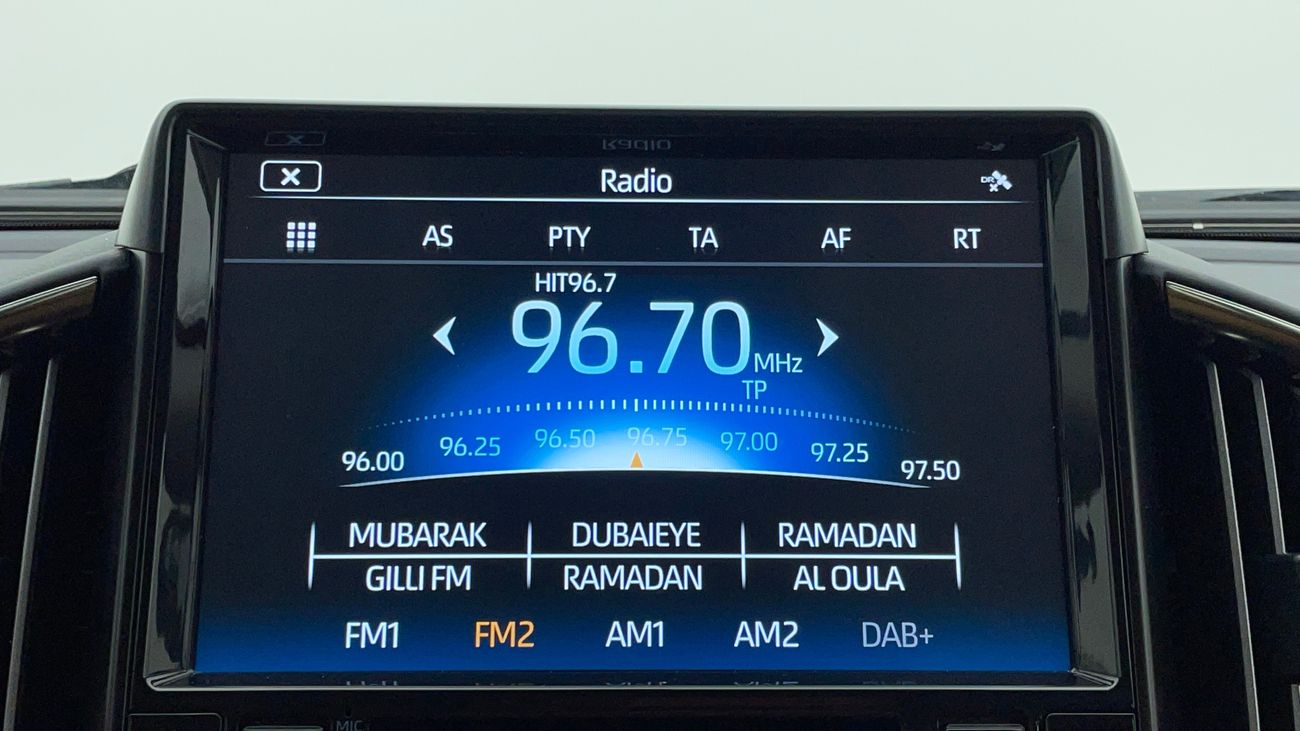 Radio
DR
AS PTY TA AF RT
HIT96.7
96.70 MHz
TP
96.00 96.25 96.50 96.75 97.00 97.25 97.50
MUBARAK DUBAIEYE RAMADAN
GILLI FM RAMADAN AL OULA
FM1 FM2 AM1 AM2 DAB+
MIC